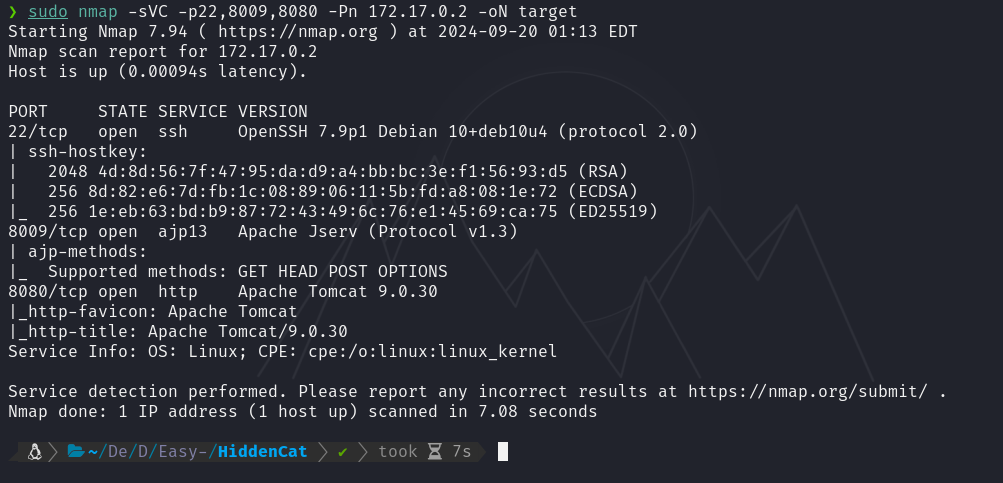 ❯ sudo nmap -sVC -p22,8009,8080 -Pn 172.17.0.2 -oN target
Starting Nmap 7.94 ( https://nmap.org ) at 2024-09-20 01:13 EDT
Nmap scan report for 172.17.0.2
Host is up (0.00094s latency).
PORT     STATE SERVICE VERSION
22/tcp   open  ssh     OpenSSH 7.9p1 Debian 10+deb10u4 (protocol 2.0)
| ssh-hostkey:
|   2048 4d:8d:56:7f:47:95:da:d9:a4:bb:bc:3e:f1:56:93:d5 (RSA)
|   256 8d:82:e6:7d:fb:1c:08:89:06:11:5b:fd:a8:08:1e:72 (ECDSA)
|_  256 1e:eb:63:bd:b9:87:72:43:49:6c:76:e1:45:69:ca:75 (ED25519)
8009/tcp open  ajp13   Apache Jserv (Protocol v1.3)
| ajp-methods:
|_  Supported methods: GET HEAD POST OPTIONS
8080/tcp open  http    Apache Tomcat 9.0.30
|_http-favicon: Apache Tomcat
|_http-title: Apache Tomcat/9.0.30
Service Info: OS: Linux; CPE: cpe:/o:linux:linux_kernel
Service detection performed. Please report any incorrect results at https://nmap.org/submit/ .
Nmap done: 1 IP address (1 host up) scanned in 7.08 seconds
~/De/D/Easy-/HiddenCat ✔ took 7s